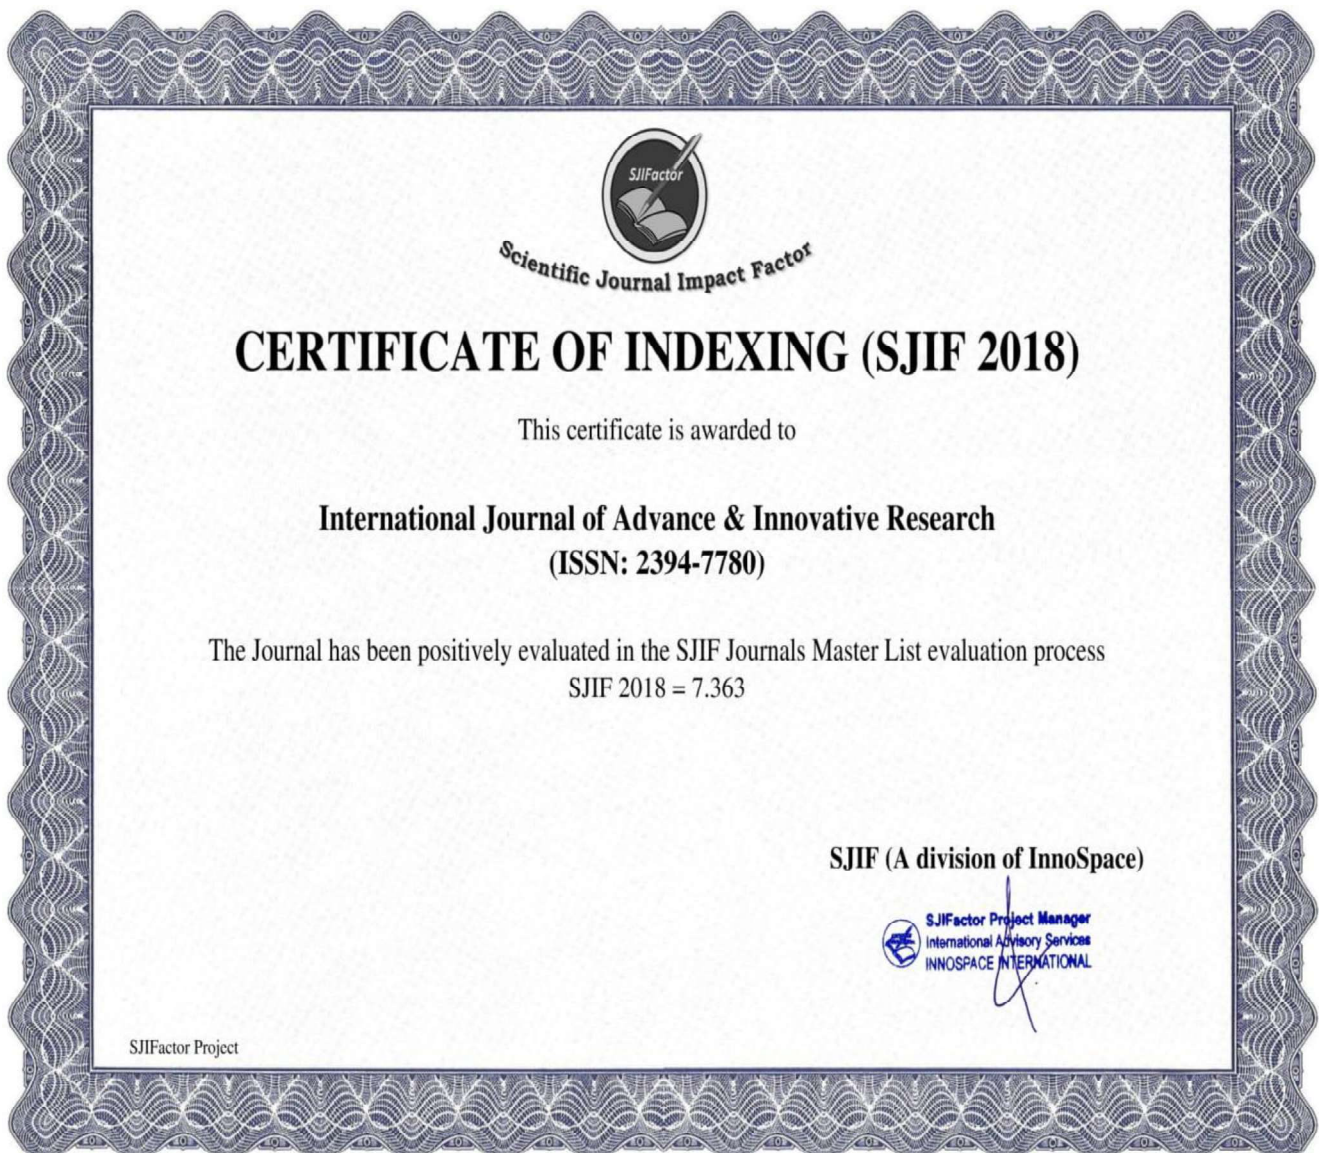 SJIFactor
Scientific Journal Impact Factor
CERTIFICATE OF INDEXING (SJIF 2018)
This certificate is awarded to
International Journal of Advance & Innovative Research
(ISSN: 2394-7780)
The Journal has been positively evaluated in the SJIF Journals Master List evaluation process
SJIF 2018 = 7.363
SJIF (A division of InnoSpace)
SJIFactor Project Manager
International Advisory Services
INNOSPACE INTERNATIONAL
SJIFactor Project